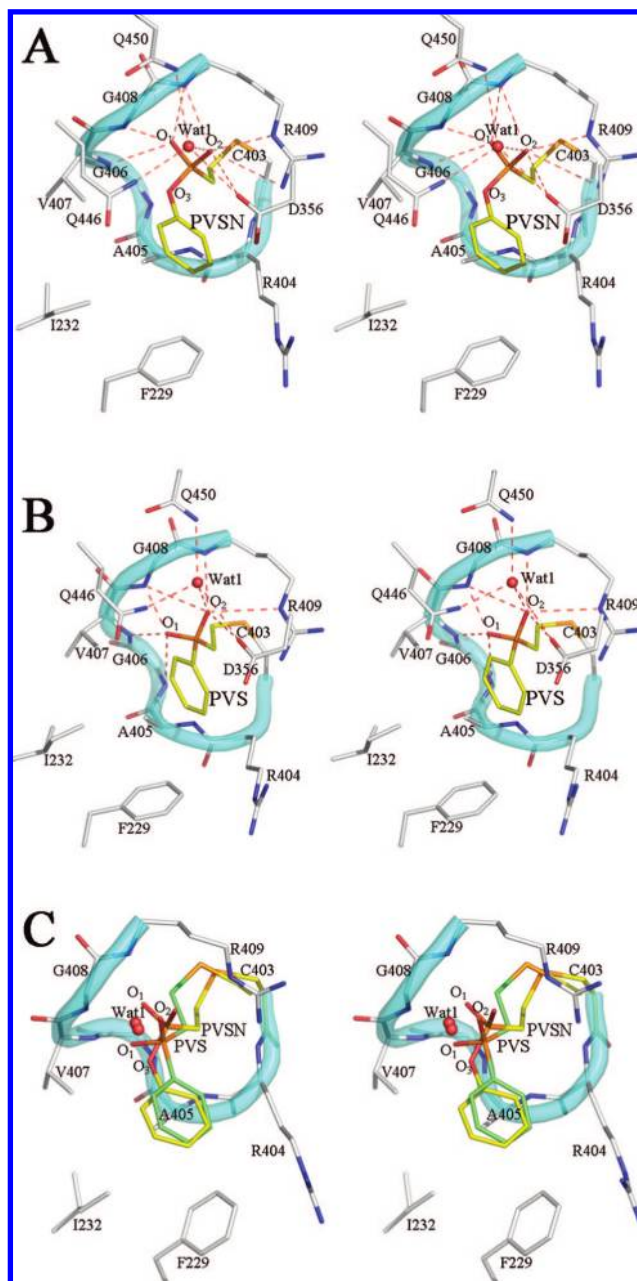 A
Q450 Q450
G408 G408
O1 Wat1 O2 R409 O1 Wat1 O2 R409
C403 C403
G406 G406
V407 O3 D356 V407 O3 D356
Q446 PVSN Q446 PVSN
A405 R404 A405 R404
I232 I232
F229 F229
B
Q450 Q450
G408 G408
Q446 Wat1 Q446 Wat1
O2 R409 O2 R409
V407 O1 C403 V407 O1 C403
G406 D356 G406 D356
PVS PVS
A405 A405
I232 R404 I232 R404
F229 F229
C
R409 R409
G408 C403 G408 C403
O1 O1
Wat1 O2 Wat1 O2
PVSN PVSN
O1 PVS O1 PVS
V407 O3 V407 O3
A405 A405
R404 R404
I232 I232
F229 F229